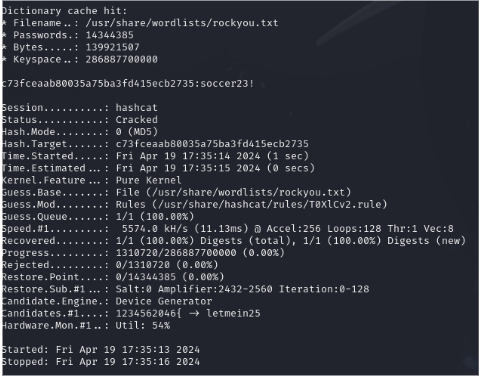 Dictionary cache hit:
* Filename..: /usr/share/wordlists/rockyou.txt
* Passwords.: 14344385
* Bytes.....: 139921507
* Keyspace..: 286887700000
c73fceaab80035a75ba3fd415ecb2735:soccer23!
Session..........: hashcat
Status...........: Cracked
Hash.Mode........: 0 (MD5)
Hash.Target......: c73fceaab80035a75ba3fd415ecb2735
Time.Started.....: Fri Apr 19 17:35:14 2024 (1 sec)
Time.Estimated...: Fri Apr 19 17:35:15 2024 (0 secs)
Kernel.Feature...: Pure Kernel
Guess.Base.......: File (/usr/share/wordlists/rockyou.txt)
Guess.Mod........: Rules (/usr/share/hashcat/rules/T0XlCv2.rule)
Guess.Queue......: 1/1 (100.00%)
Speed.#1.........:  5574.0 kH/s (11.13ms) @ Accel:256 Loops:128 Thr:1 Vec:8
Recovered........: 1/1 (100.00%) Digests (total), 1/1 (100.00%) Digests (new)
Progress.........: 1310720/286887700000 (0.00%)
Rejected.........: 0/1310720 (0.00%)
Restore.Point....: 0/14344385 (0.00%)
Restore.Sub.#1...: Salt:0 Amplifier:2432-2560 Iteration:0-128
Candidate.Engine.: Device Generator
Candidates.#1....: 1234562046{ -> letmein25
Hardware.Mon.#1..: Util: 54%
Started: Fri Apr 19 17:35:13 2024
Stopped: Fri Apr 19 17:35:16 2024